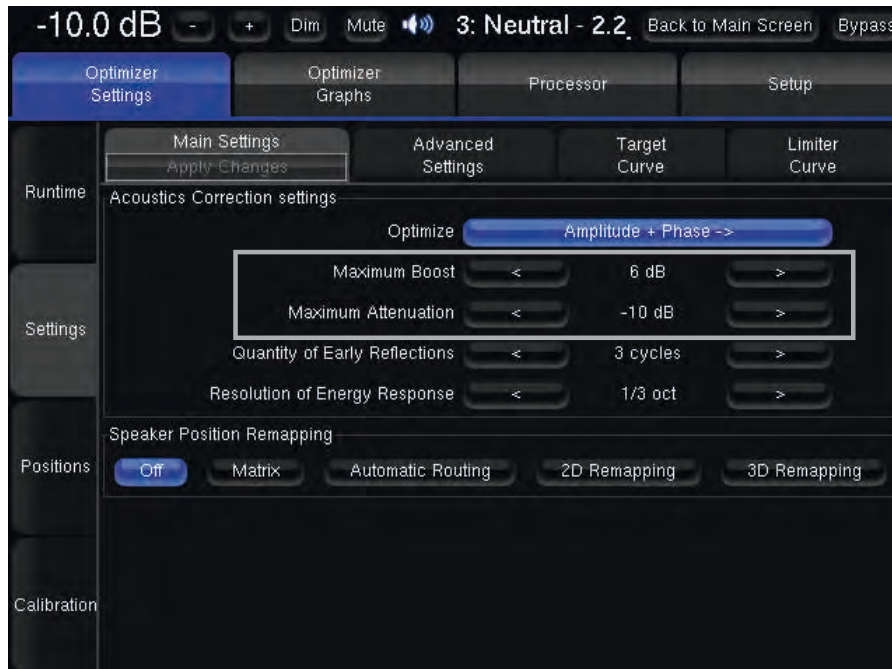 -10.0 dB - + Dim Mute 3: Neutral - 2.2 Back to Main Screen Bypass
Optimizer Settings Optimizer Graphs Processor Setup
Main Settings Advanced Settings Target Curve Limiter Curve
Apply Changes
Runtime
Acoustics Correction settings
Optimize Amplitude + Phase ->
Maximum Boost < 6 dB >
Maximum Attenuation < -10 dB >
Settings
Quantity of Early Reflections < 3 cycles >
Resolution of Energy Response < 1/3 oct >
Speaker Position Remapping
Positions Off Matrix Automatic Routing 2D Remapping 3D Remapping
Calibration